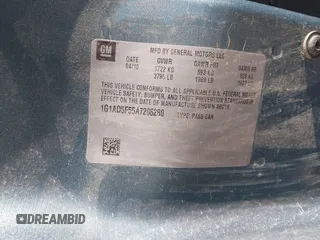 GM
MFD BY GENERAL MOTORS LLC
DATE GVWR GAWR FRT GAWR RR
04/10 1722 KG 893 KG
3796 LB 1968 LB
THIS VEHICLE CONFORMS TO ALL APPLICABLE U.S. FEDERAL MOTOR
VEHICLE SAFETY, BUMPER, AND THEFT PREVENTION STANDARDS
IN EFFECT ON THE DATE OF MANUFACTURE SHOWN ABOVE
1G1AD5F55A7206280 TYPE: PASS CAR
DREAMBID